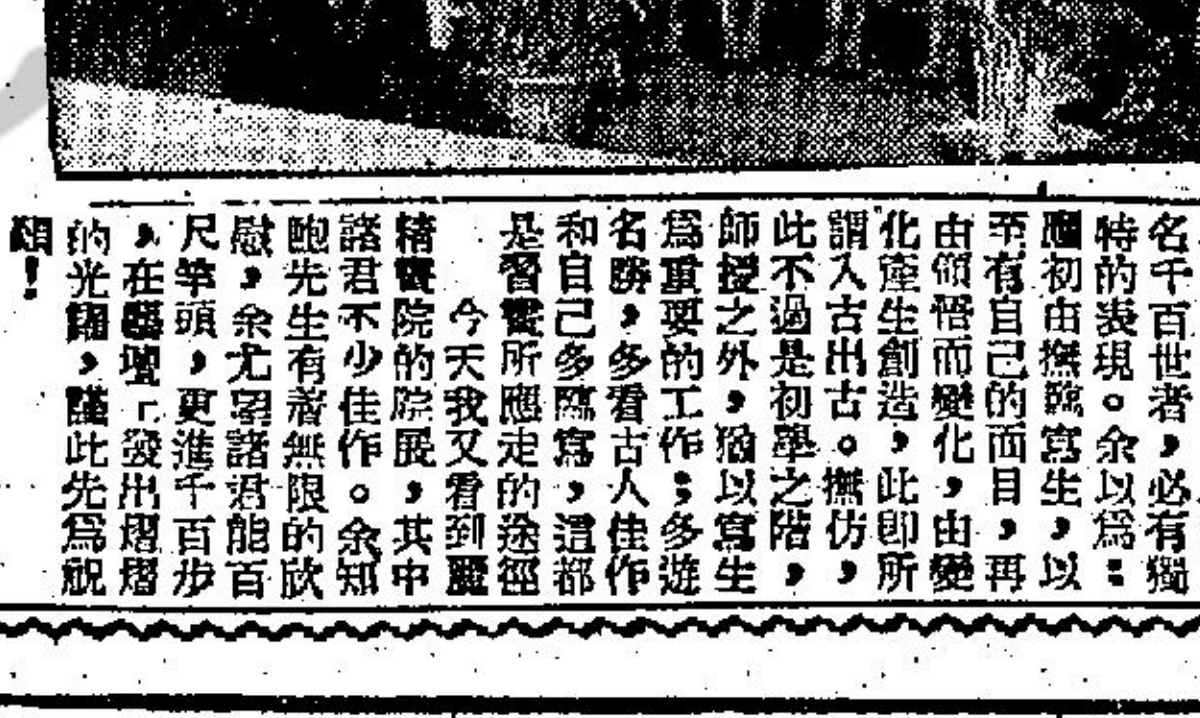 名千百世者，必有獨
特的表現。余以爲：
應初由撫臨寫生，以
至有自己的面目，再
由領悟而變化，由變
化產生創造，此即所
謂入古出古。撫仿，
此不過是初學之階，
師授之外，猶以寫生
爲重要的工作；多遊
名勝，多看古人佳作
和自己多臨寫，這都
是習畫所應走的途徑
今天我又看到麗
精畫院的院展，其中
諸君不少佳作。余知
鮑先生有著無限的欣
慰，余尤望諸君能百
尺竿頭，更進千百步
，在藝壇上發出熠熠
的光耀，謹此先爲祝
頌！